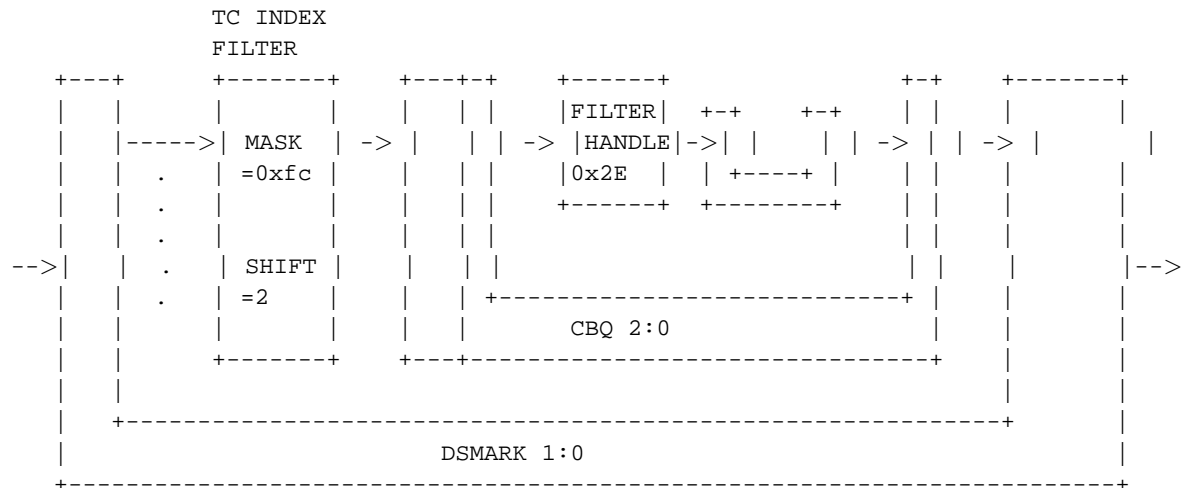 TC INDEX
FILTER
+---+ +-------+ +---+-+ +------+ +-+ +-------+
| | | | | | | |FILTER| +-+ +-+ | | | |
| |----->| MASK | -> | | | -> |HANDLE|->| | | | -> | | -> | |
| | . | =0xfc | | | | |0x2E | | +----+ | | | | |
| | . | | | | | +------+ +--------+ | | | |
| | . | | | | | | | | |
-->| | . | SHIFT | | | | | | | |-->
| | . | =2 | | | +----------------------------+ | | |
| | | | | | CBQ 2:0 | | |
| | +-------+ +---+--------------------------------+ | |
| | | |
| +-------------------------------------------------------------+ |
| DSMARK 1:0 |
+-------------------------------------------------------------------------+